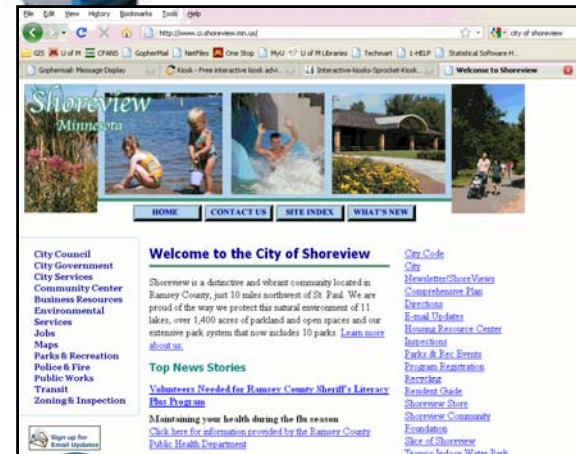 File Edit View History Bookmarks Tools Help
http://www.ci.shoreview.mn.us/
city of shoreview
GIS U of M CFANS GopherMail NetFiles One Stop MyU U of M Libraries Techmart 1-HELP Statistical Software H...
Gophermail: Message Display
Kiosk - Free interactive kiosk advi...
Interactive-kiosks-Sprocket-Kiosk...
Welcome to Shoreview
Shoreview
Minnesota
HOME
CONTACT US
SITE INDEX
WHAT'S NEW
City Council
City Government
City Services
Community Center
Business Resources
Environmental
Services
Jobs
Maps
Parks & Recreation
Police & Fire
Public Works
Transit
Zoning & Inspection
Sign up for
Email Updates
Welcome to the City of Shoreview
Shoreview is a distinctive and vibrant community located in
Ramsey County, just 10 miles northwest of St. Paul. We are
proud of the way we protect this natural environment of 11
lakes, over 1,400 acres of parkland and open spaces and our
extensive park system that now includes 10 parks. Learn more
about us.
Top News Stories
Volunteers Needed for Ramsey County Sheriff's Literacy
Plus Program
Maintaining your health during the flu season
Click here for information provided by the Ramsey County
Public Health Department
City Code
City
Newsletter/ShoreViews
Comprehensive Plan
Directions
E-mail Updates
Housing Resource Center
Inspections
Parks & Rec Events
Program Registration
Recycling
Resident Guide
Shoreview Store
Shoreview Community
Foundation
Slice of Shoreview
Tropics Indoor Water Park